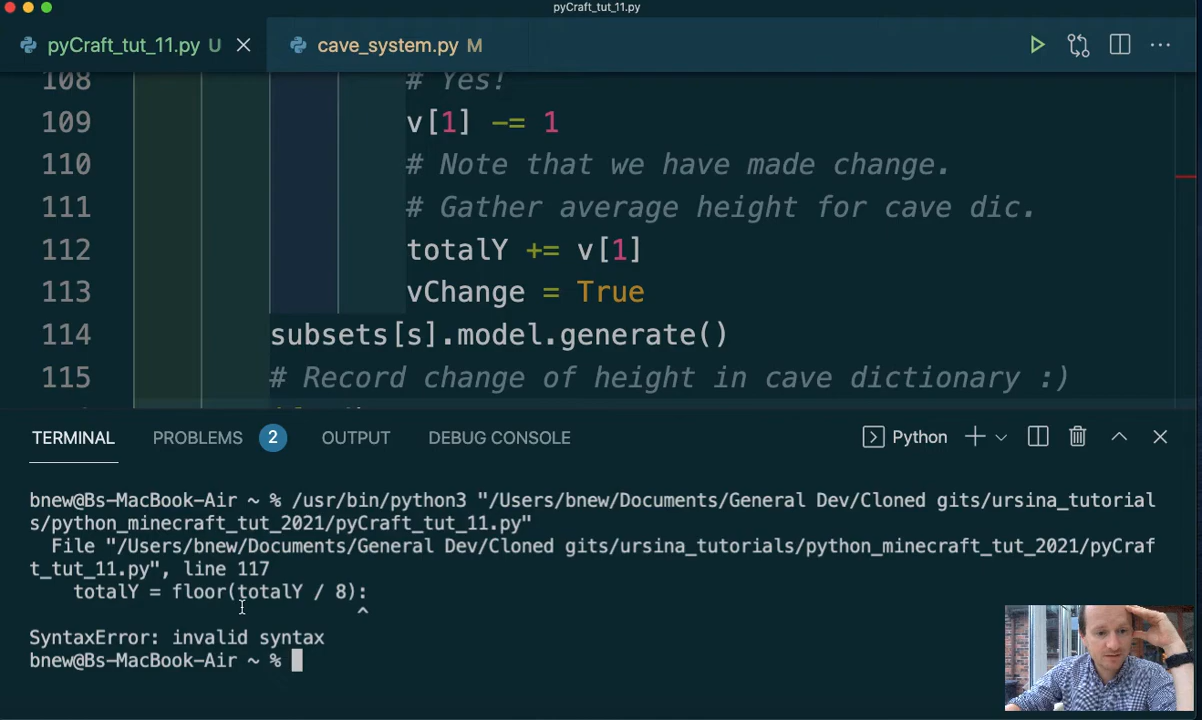 pyCraft_tut_11.py
pyCraft_tut_11.py U cave_system.py M
108 # Yes!
109 v[1] -= 1
110 # Note that we have made change.
111 # Gather average height for cave dic.
112 totalY += v[1]
113 vChange = True
114 subsets[s].model.generate()
115 # Record change of height in cave dictionary :)
TERMINAL PROBLEMS 2 OUTPUT DEBUG CONSOLE Python
bnew@Bs-MacBook-Air ~ % /usr/bin/python3 "/Users/bnew/Documents/General Dev/Cloned gits/ursina_tutorial
s/python_minecraft_tut_2021/pyCraft_tut_11.py"
File "/Users/bnew/Documents/General Dev/Cloned gits/ursina_tutorials/python_minecraft_tut_2021/pyCraf
t_tut_11.py", line 117
totalY = floor(totalY / 8):
^
SyntaxError: invalid syntax
bnew@Bs-MacBook-Air ~ %